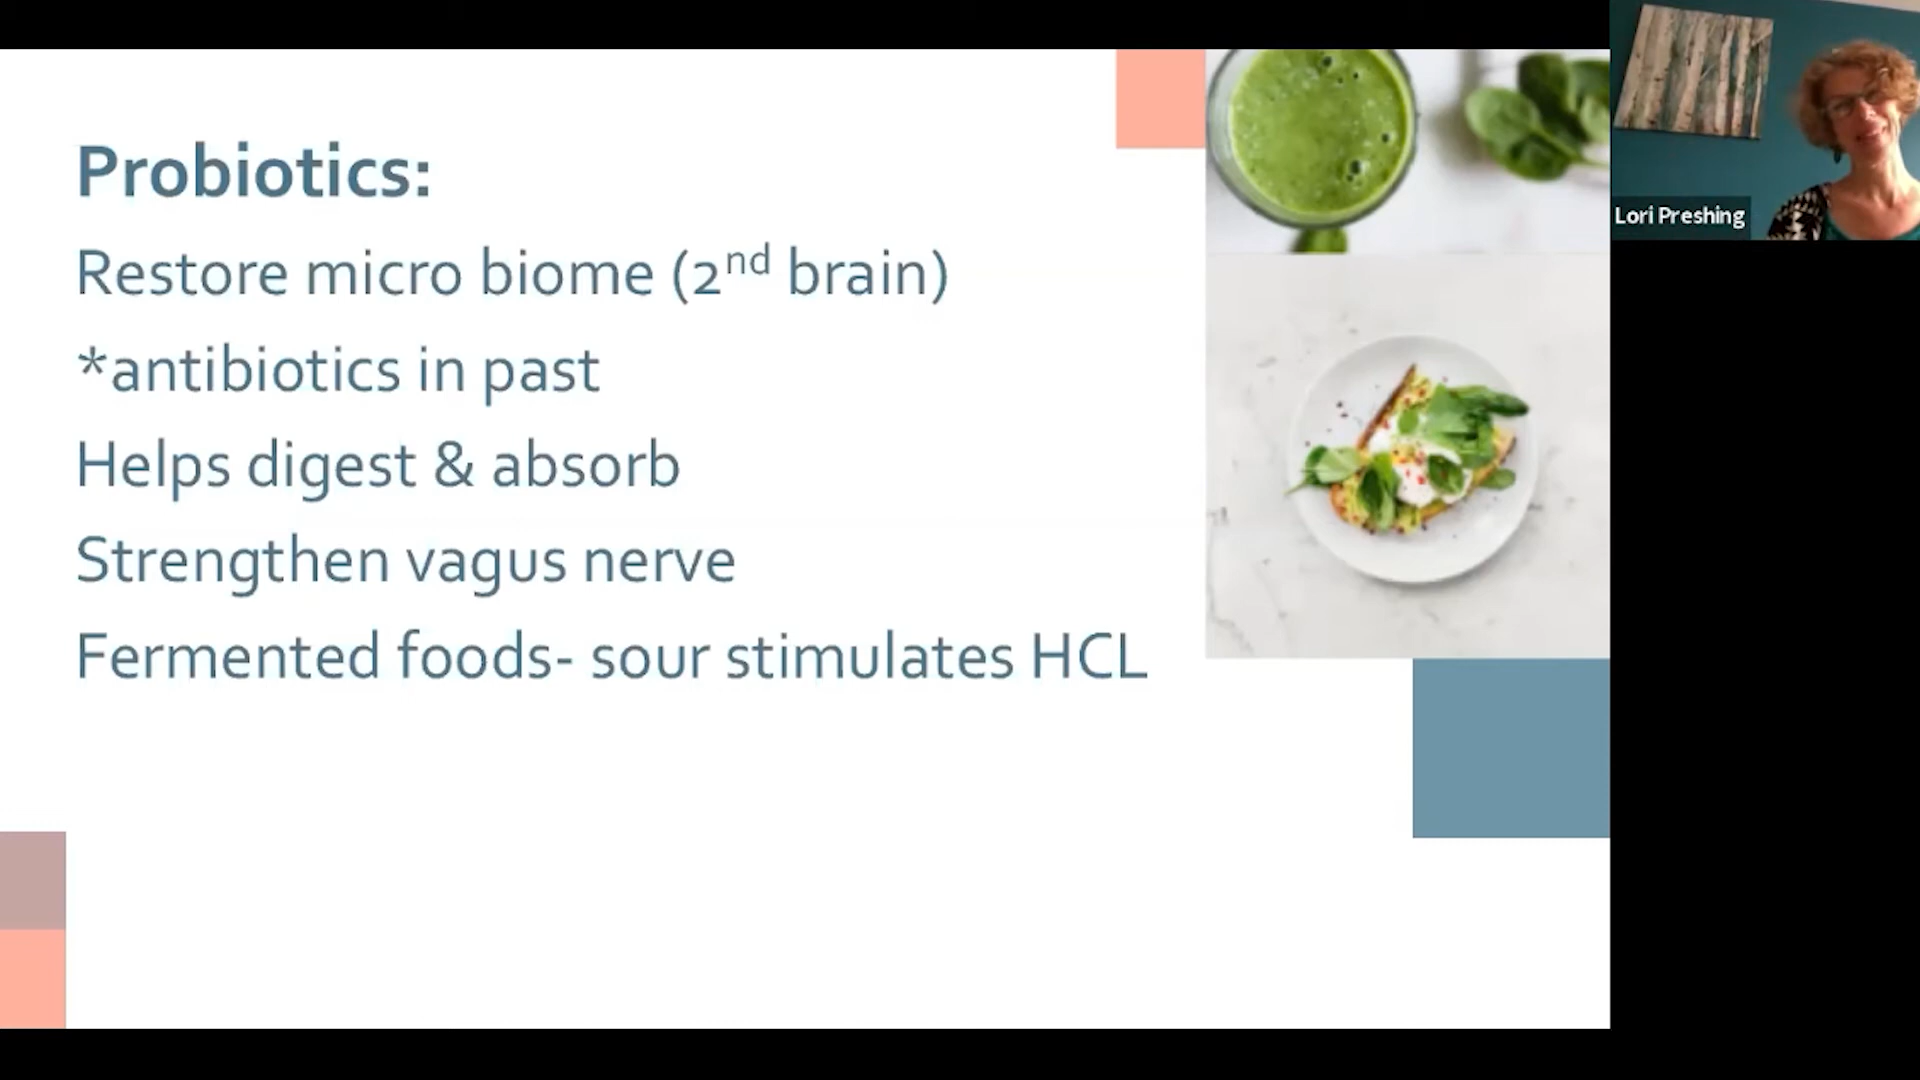 Probiotics:
Restore micro biome (2nd brain)
*antibiotics in past
Helps digest & absorb
Strengthen vagus nerve
Fermented foods- sour stimulates HCL
Lori Preshing